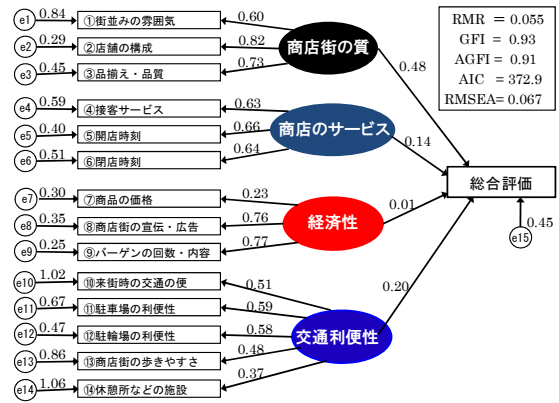 e1 0.84 ①街並みの雰囲気 0.60
e2 0.29 ②店舗の構成 0.82
e3 0.45 ③品揃え・品質 0.73
商店街の質
0.48
e4 0.59 ④接客サービス 0.63
e5 0.40 ⑤開店時刻 0.66
e6 0.51 ⑥閉店時刻 0.64
商店のサービス
0.14
e7 0.30 ⑦商品の価格 0.23
e8 0.35 ⑧商店街の宣伝・広告 0.76
e9 0.25 ⑨バーゲンの回数・内容 0.77
経済性
0.01
e10 1.02 ⑩来街時の交通の便 0.51
e11 0.67 ⑪駐車場の利便性 0.59
e12 0.47 ⑫駐輪場の利便性 0.58
e13 0.86 ⑬商店街の歩きやすさ 0.48
e14 1.06 ⑭休憩所などの施設 0.37
交通利便性
0.20
総合評価
0.45
e15
RMR = 0.055
GFI = 0.93
AGFI = 0.91
AIC = 372.9
RMSEA= 0.067